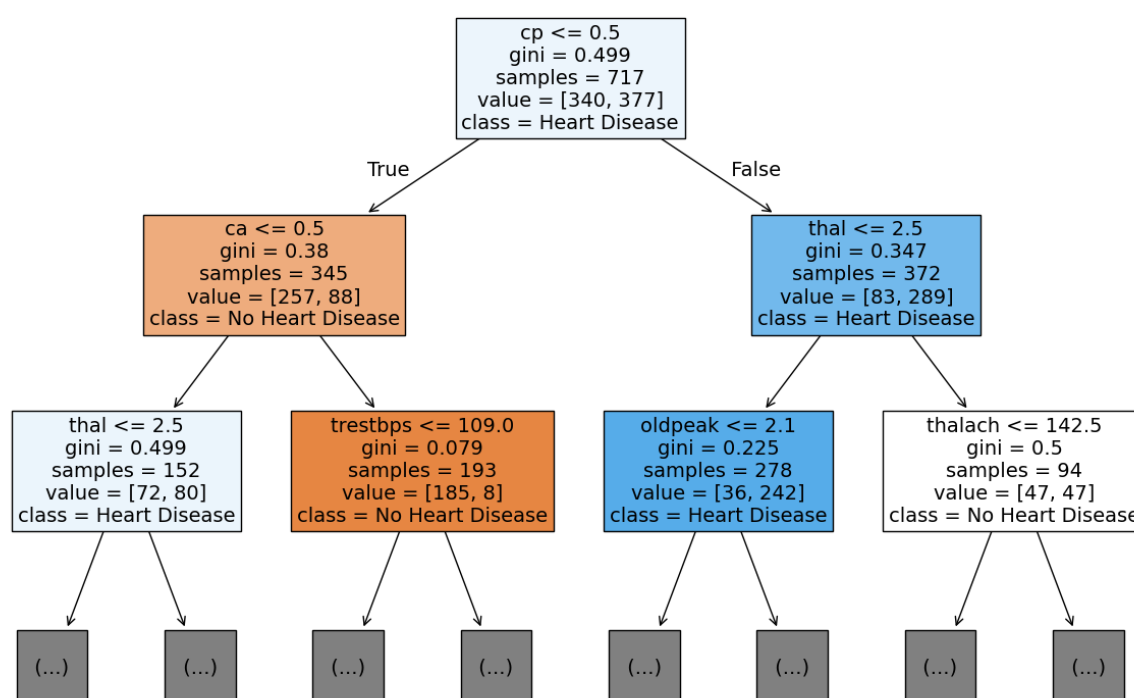 cp <= 0.5
gini = 0.499
samples = 717
value = [340, 377]
class = Heart Disease
True
False
ca <= 0.5
gini = 0.38
samples = 345
value = [257, 88]
class = No Heart Disease
thal <= 2.5
gini = 0.347
samples = 372
value = [83, 289]
class = Heart Disease
thal <= 2.5
gini = 0.499
samples = 152
value = [72, 80]
class = Heart Disease
trestbps <= 109.0
gini = 0.079
samples = 193
value = [185, 8]
class = No Heart Disease
oldpeak <= 2.1
gini = 0.225
samples = 278
value = [36, 242]
class = Heart Disease
thalach <= 142.5
gini = 0.5
samples = 94
value = [47, 47]
class = No Heart Disease
(...)
(...)
(...)
(...)
(...)
(...)
(...)
(...)